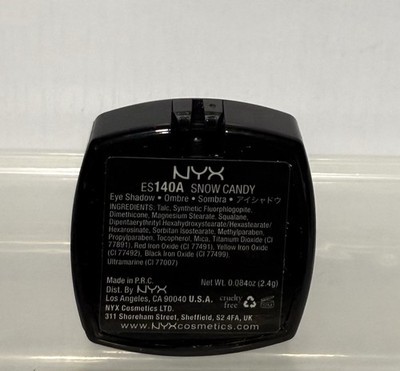 NYX
ES140A SNOW CANDY
Eye Shadow • Ombre • Sombra • アイシャドウ
INGREDIENTS: Talc, Synthetic Fluorphlogopite,
Dimethicone, Magnesium Stearate, Squalane,
Dipentaerythrityl Hexahydroxystearate/Hexastearate/
Hexarosinate, Sorbitan Isostearate, Methylparaben,
Propylparaben, Tocopherol, Mica, Titanium Dioxide (CI
77891), Red Iron Oxide (CI 77491), Yellow Iron Oxide
(CI 77492), Black Iron Oxide (CI 77499),
Ultramarine (CI 77007)
Made in P.R.C. Net Wt. 0.084oz (2.4g)
Dist. By NYX
Los Angeles, CA 90040 U.S.A. cruelty free
NYX Cosmetics LTD.
311 Shoreham Street, Sheffield, S2 4FA, UK
www.NYXcosmetics.com